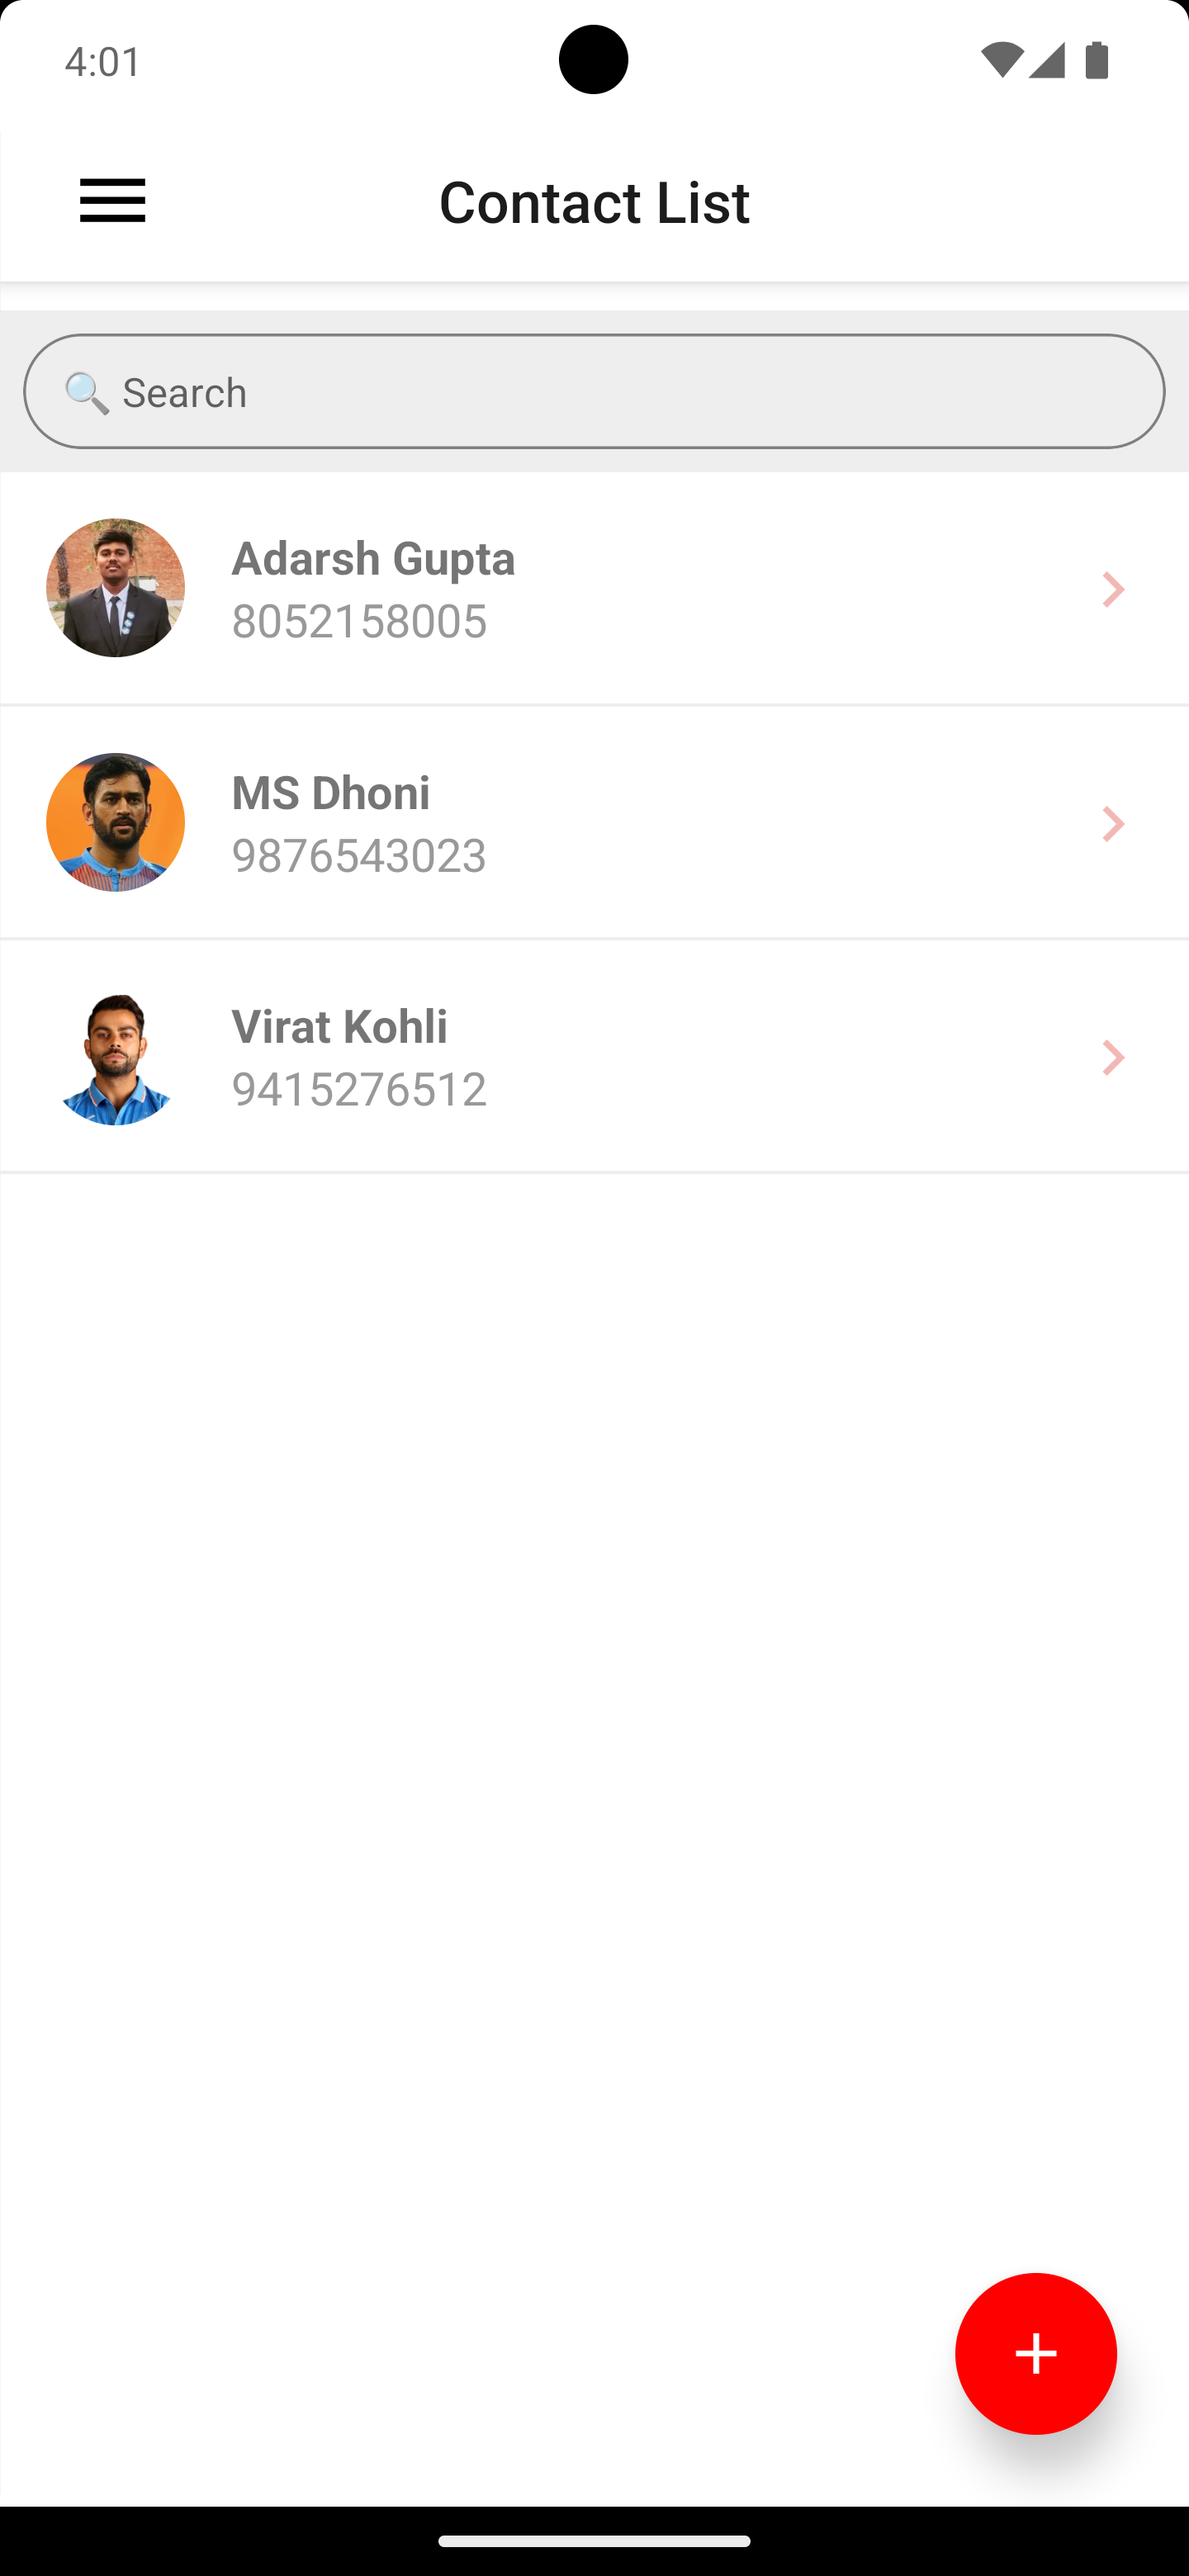 4:01
Contact List
🔍 Search
Adarsh Gupta
8052158005
MS Dhoni
9876543023
Virat Kohli
9415276512
+